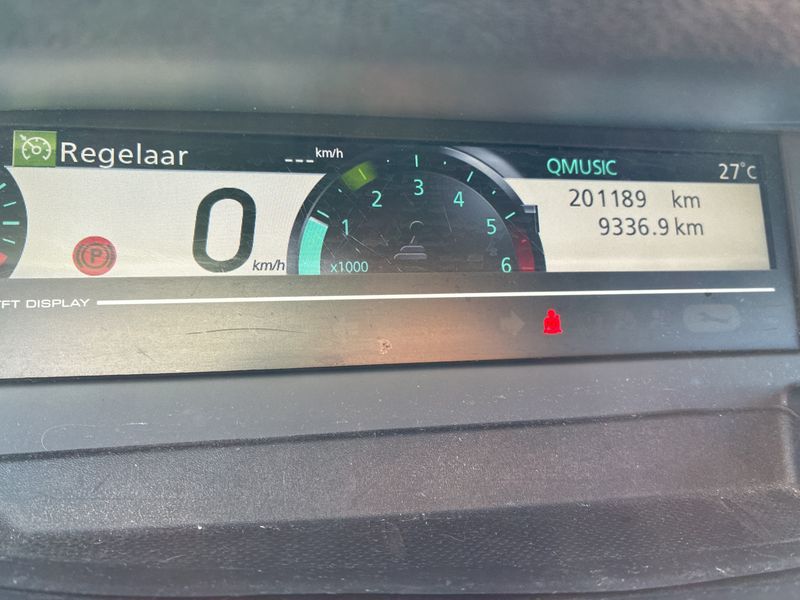 Regelaar
--- km/h
QMUSIC
27°C
P
0
km/h
1
2
3
4
5
6
x1000
201189 km
9336.9 km
TFT DISPLAY